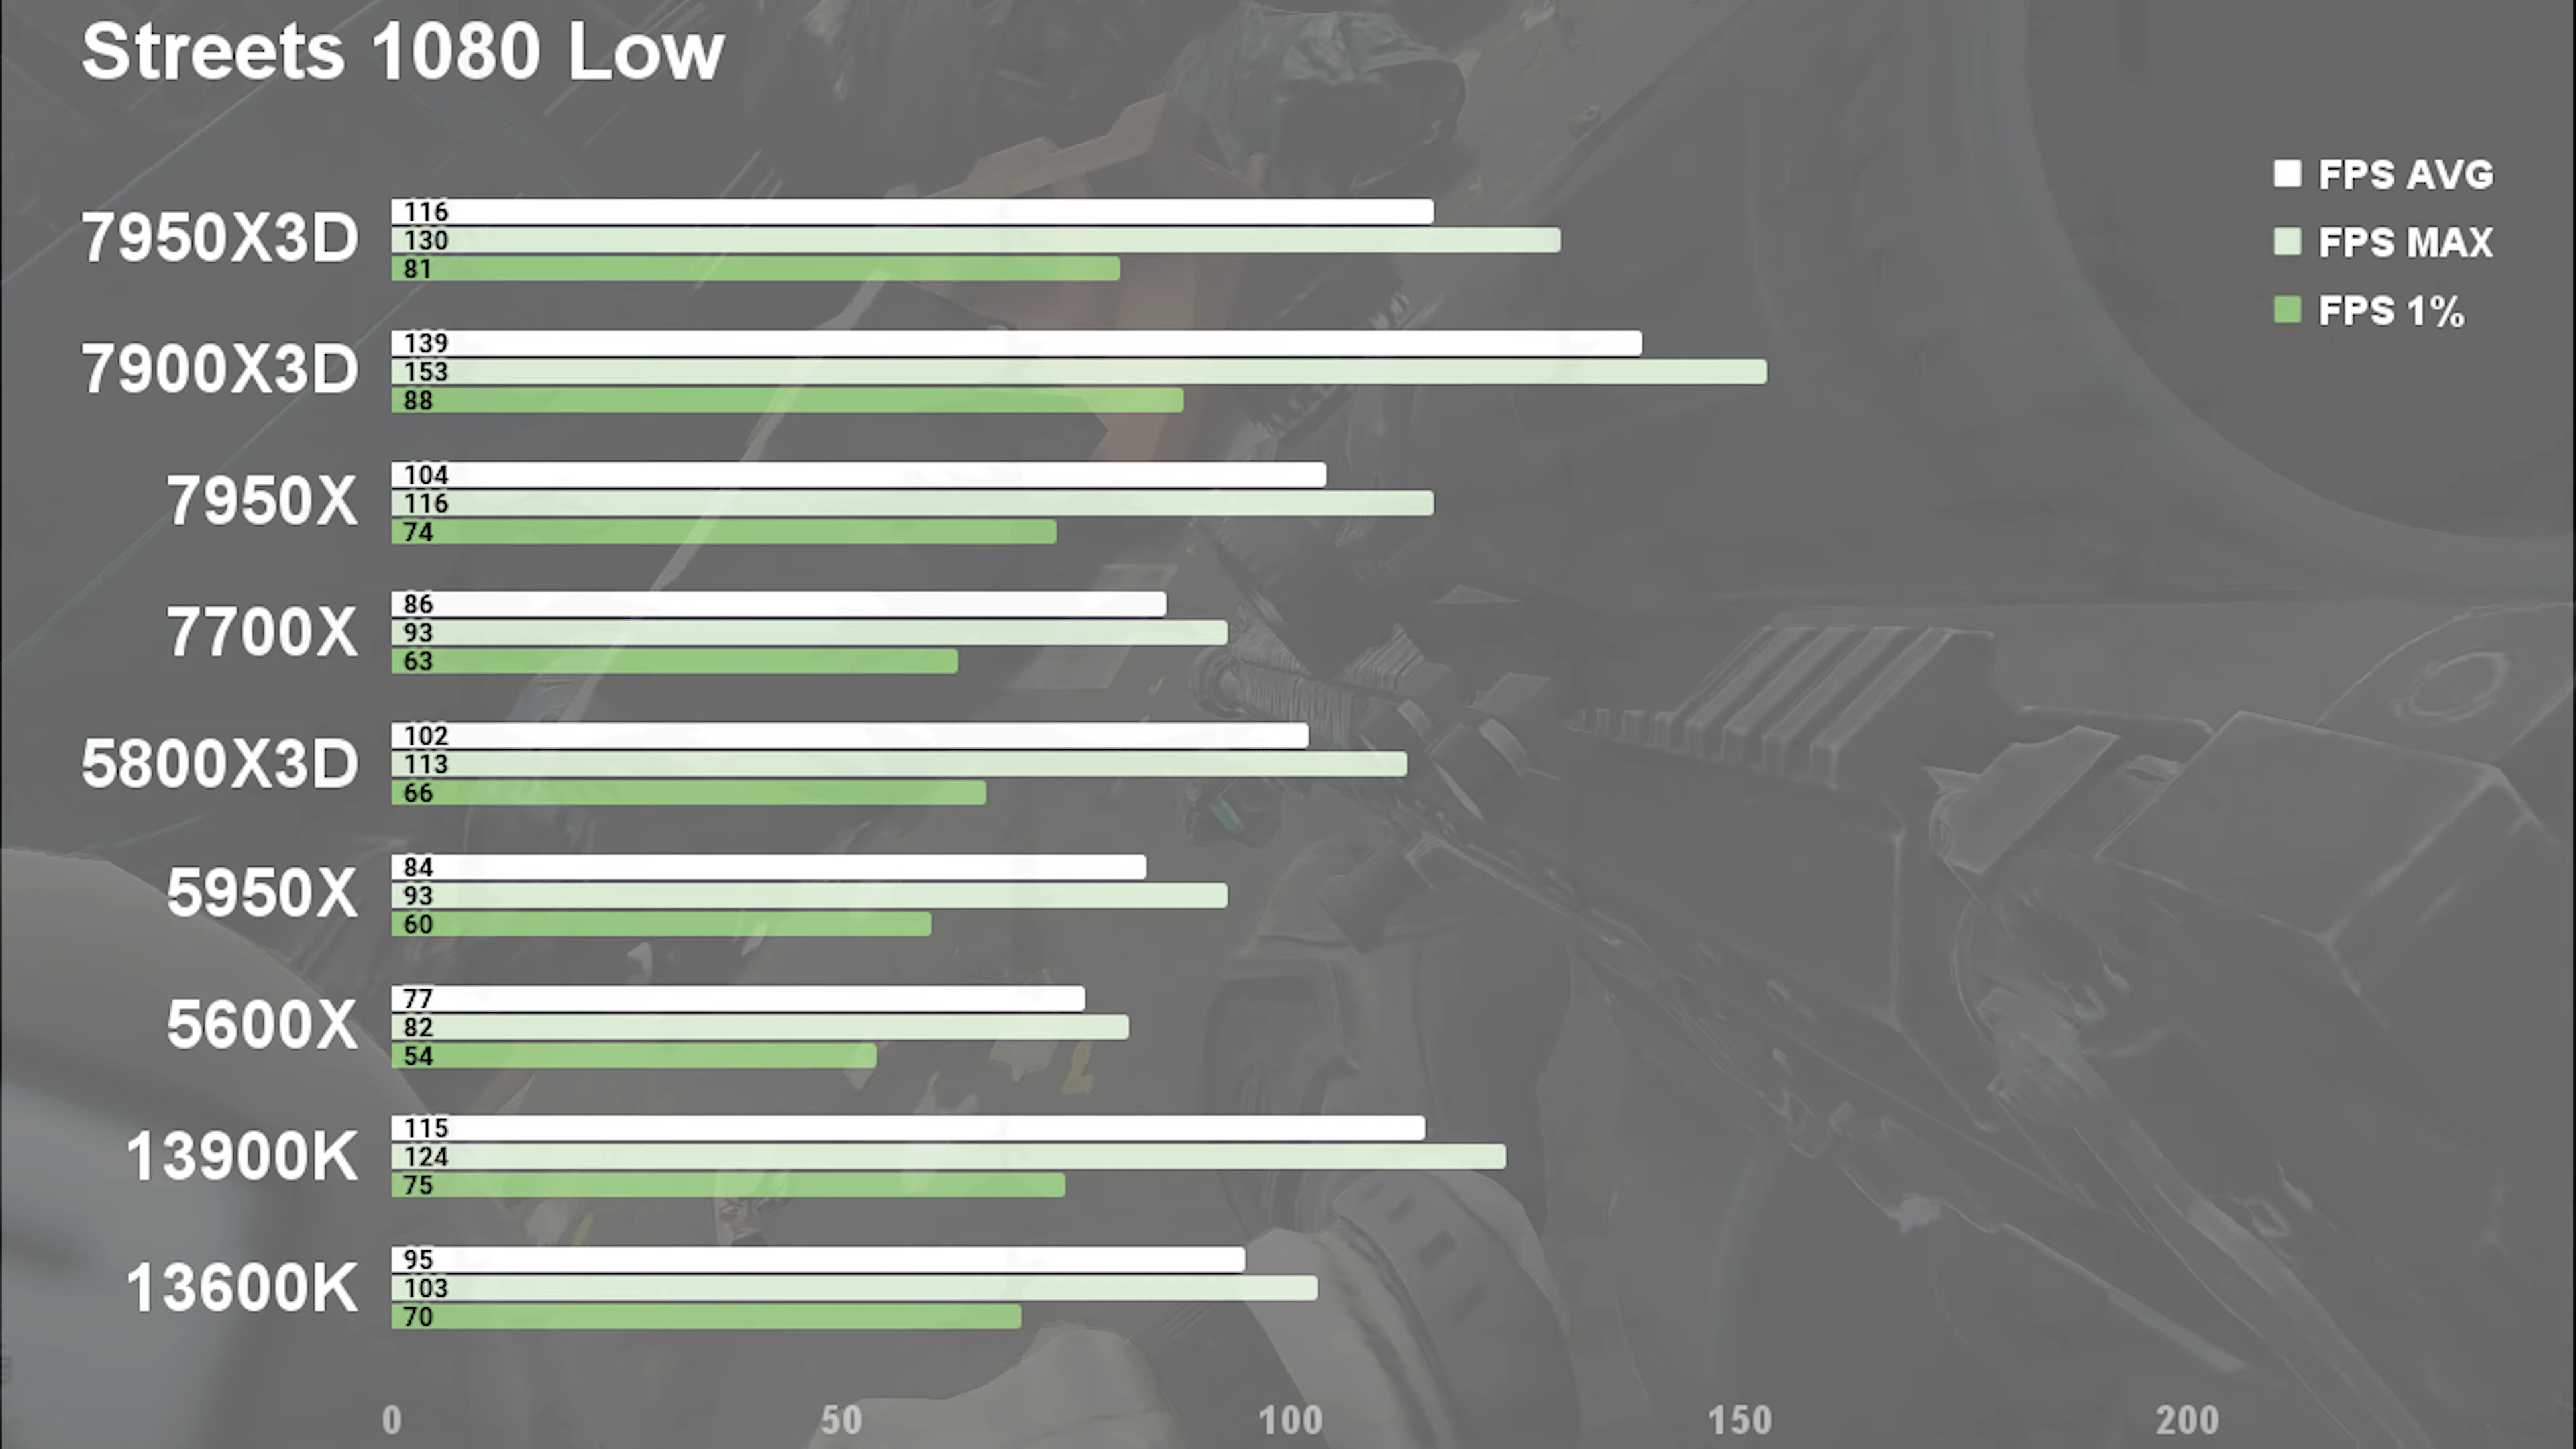 Streets 1080 Low
FPS AVG
FPS MAX
FPS 1%
7950X3D
116
130
81
7900X3D
139
153
88
7950X
104
116
74
7700X
86
93
63
5800X3D
102
113
66
5950X
84
93
60
5600X
77
82
54
13900K
115
124
75
13600K
95
103
70
0 50 100 150 200